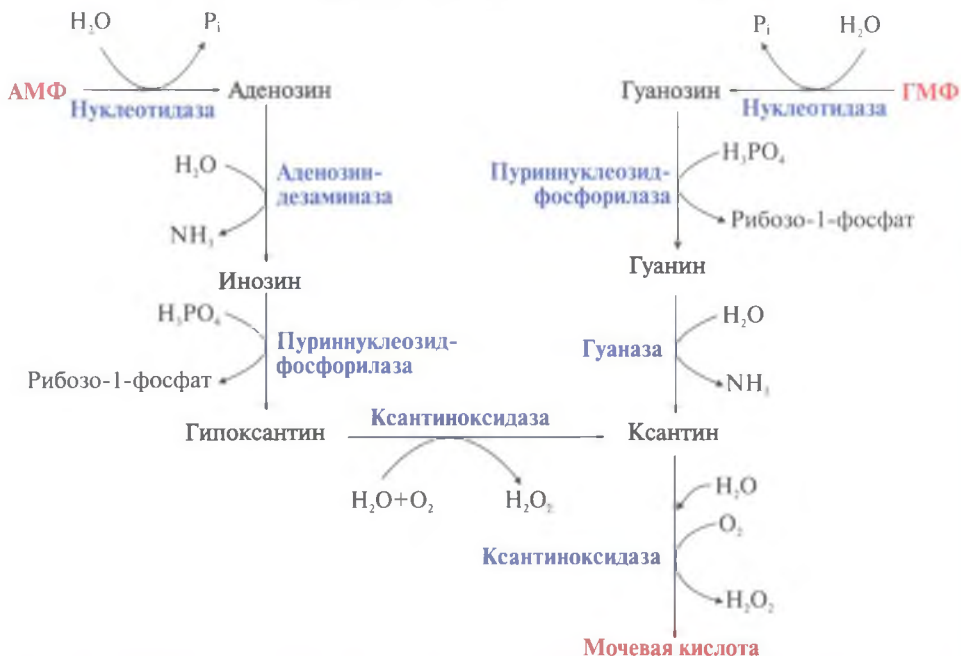 H₂O Pᵢ Pᵢ H₂O
АМФ Аденозин Гуанозин ГМФ
Нуклеотидаза Нуклеотидаза
H₂O
Аденозин-
дезаминаза
NH₃
Инозин
H₃PO₄
Пуриннуклеозид-
фосфорилаза
Рибозо-1-фосфат
Гипоксантин
Ксантиноксидаза
H₂O+O₂ H₂O₂
H₃PO₄
Пуриннуклеозид-
фосфорилаза
Рибозо-1-фосфат
Гуанин
H₂O
Гуаназа
NH₃
Ксантин
H₂O
O₂
Ксантиноксидаза
H₂O₂
Мочевая кислота